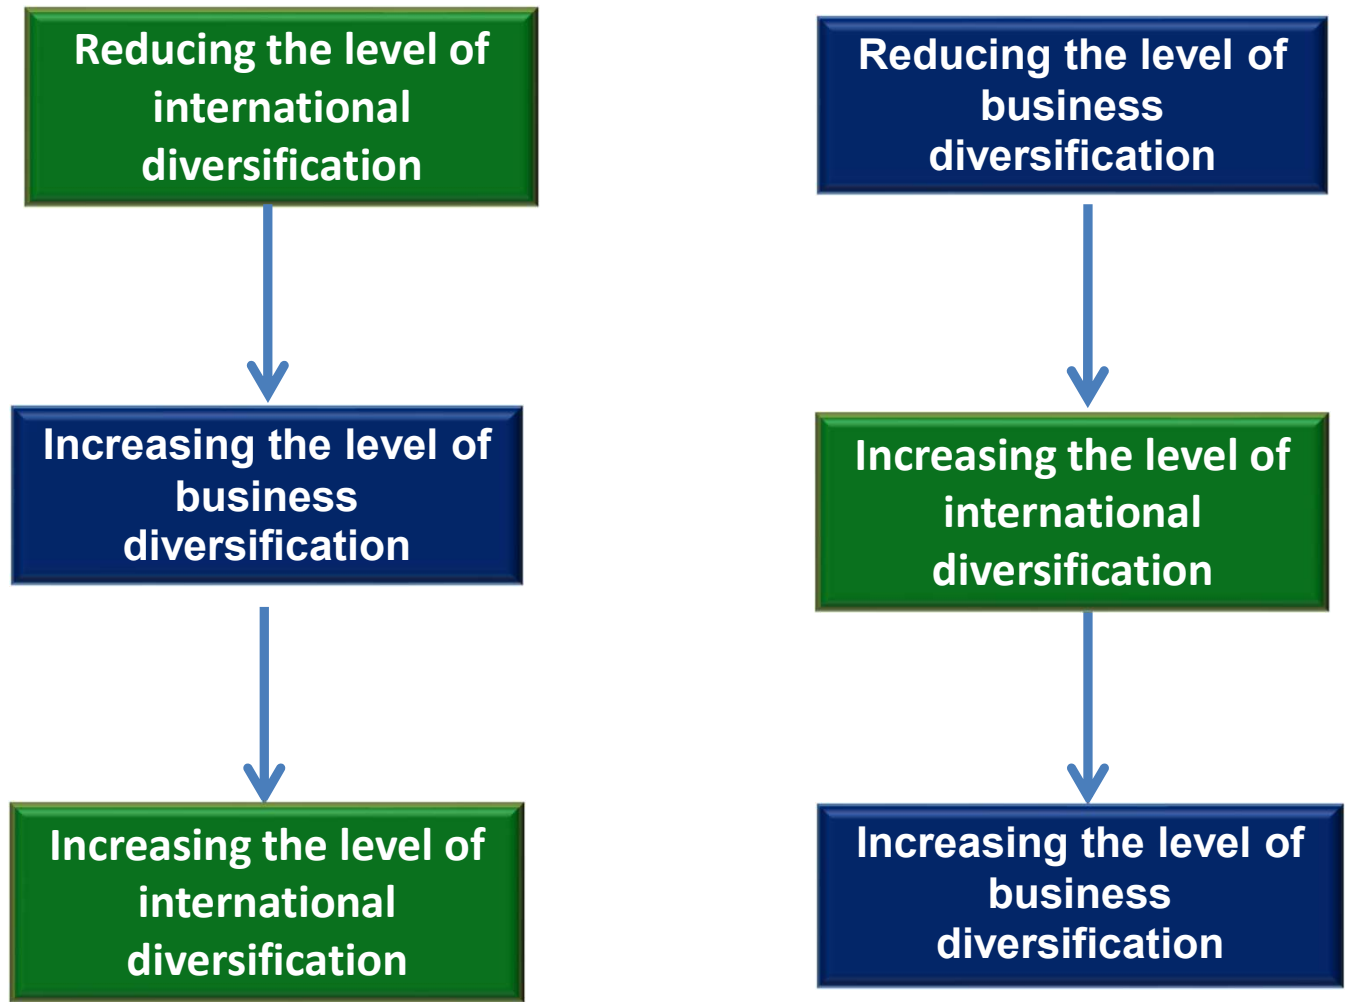 Reducing the level of
international
diversification
Increasing the level of
business
diversification
Increasing the level of
international
diversification
Reducing the level of
business
diversification
Increasing the level of
international
diversification
Increasing the level of
business
diversification